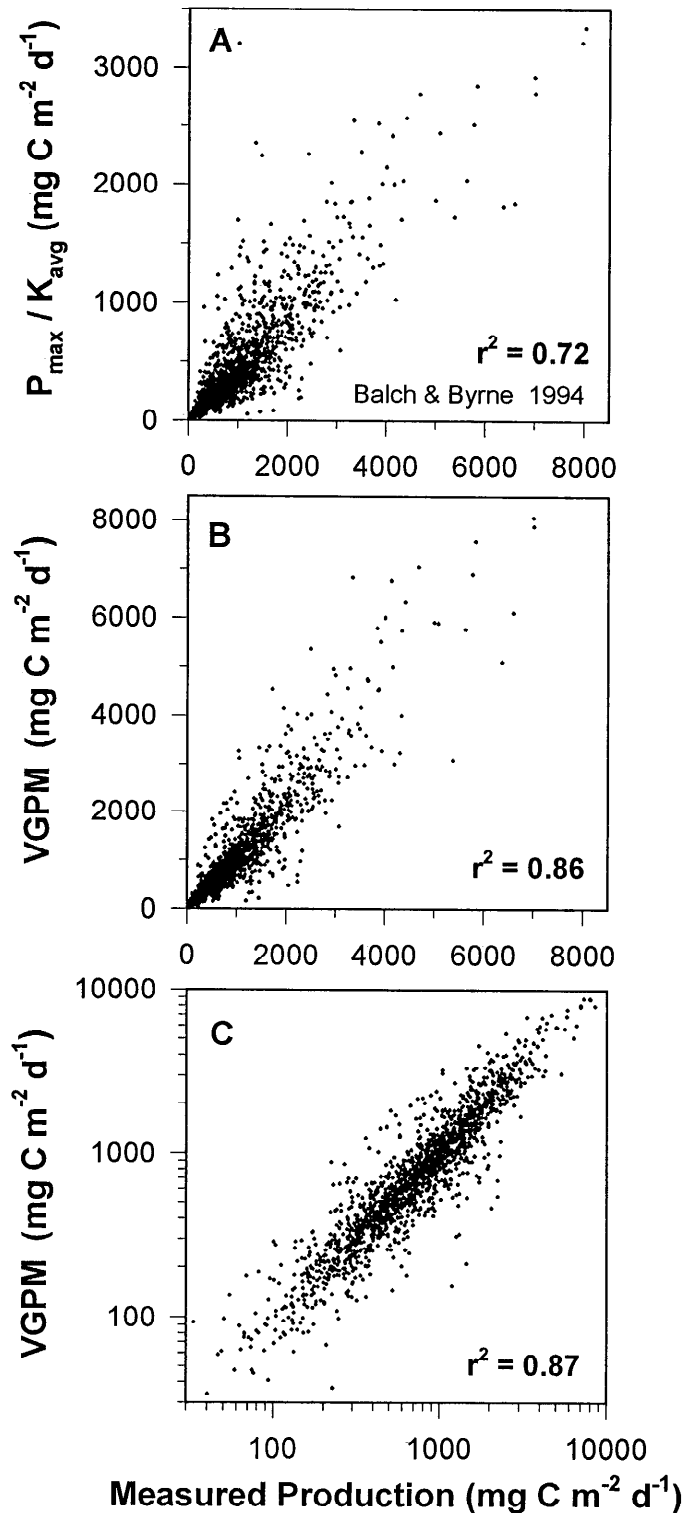 A
P_max / K_avg (mg C m^-2 d^-1)
3000
2000
1000
0
r^2 = 0.72
Balch & Byrne 1994
0 2000 4000 6000 8000
B
VGPM (mg C m^-2 d^-1)
8000
6000
4000
2000
0
r^2 = 0.86
0 2000 4000 6000 8000
C
VGPM (mg C m^-2 d^-1)
10000
1000
100
r^2 = 0.87
100 1000 10000
Measured Production (mg C m^-2 d^-1)